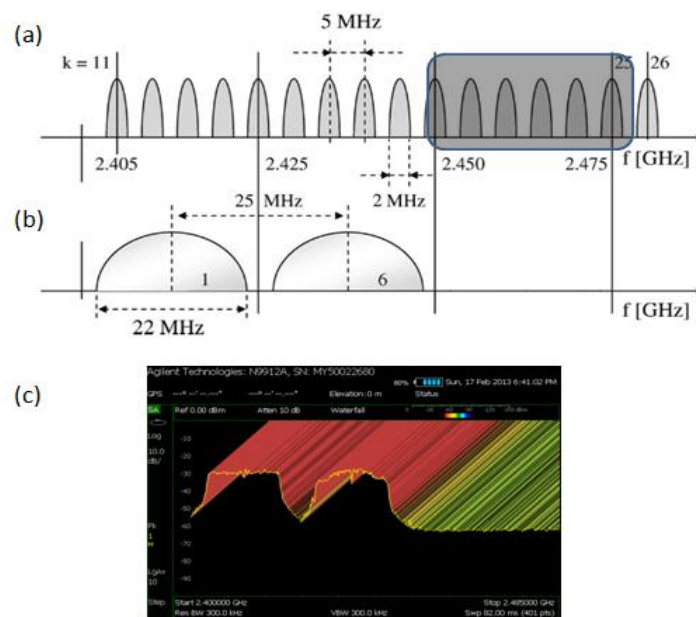 (a)
5 MHz
k = 11
25
26
2.405
2.425
2.450
2.475
f [GHz]
25 MHz
2 MHz
(b)
1
6
22 MHz
f [GHz]
(c)
Agilent Technologies: N9912A, SN: MY50022680
80%
Sun, 17 Feb 2013 6:41:02 PM
GPS
Elevation: 0 m
Status
SA
Ref 0.00 dBm
Atten 10 dB
Waterfall
Log
-10
10.0
-20
dB/
-30
-40
-50
-60
-70
-80
-90
LgAv
10
Step
Start 2.400000 GHz
Stop 2.485000 GHz
Res BW 300.0 kHz
VBW 300.0 kHz
Swp 82.00 ms (401 pts)